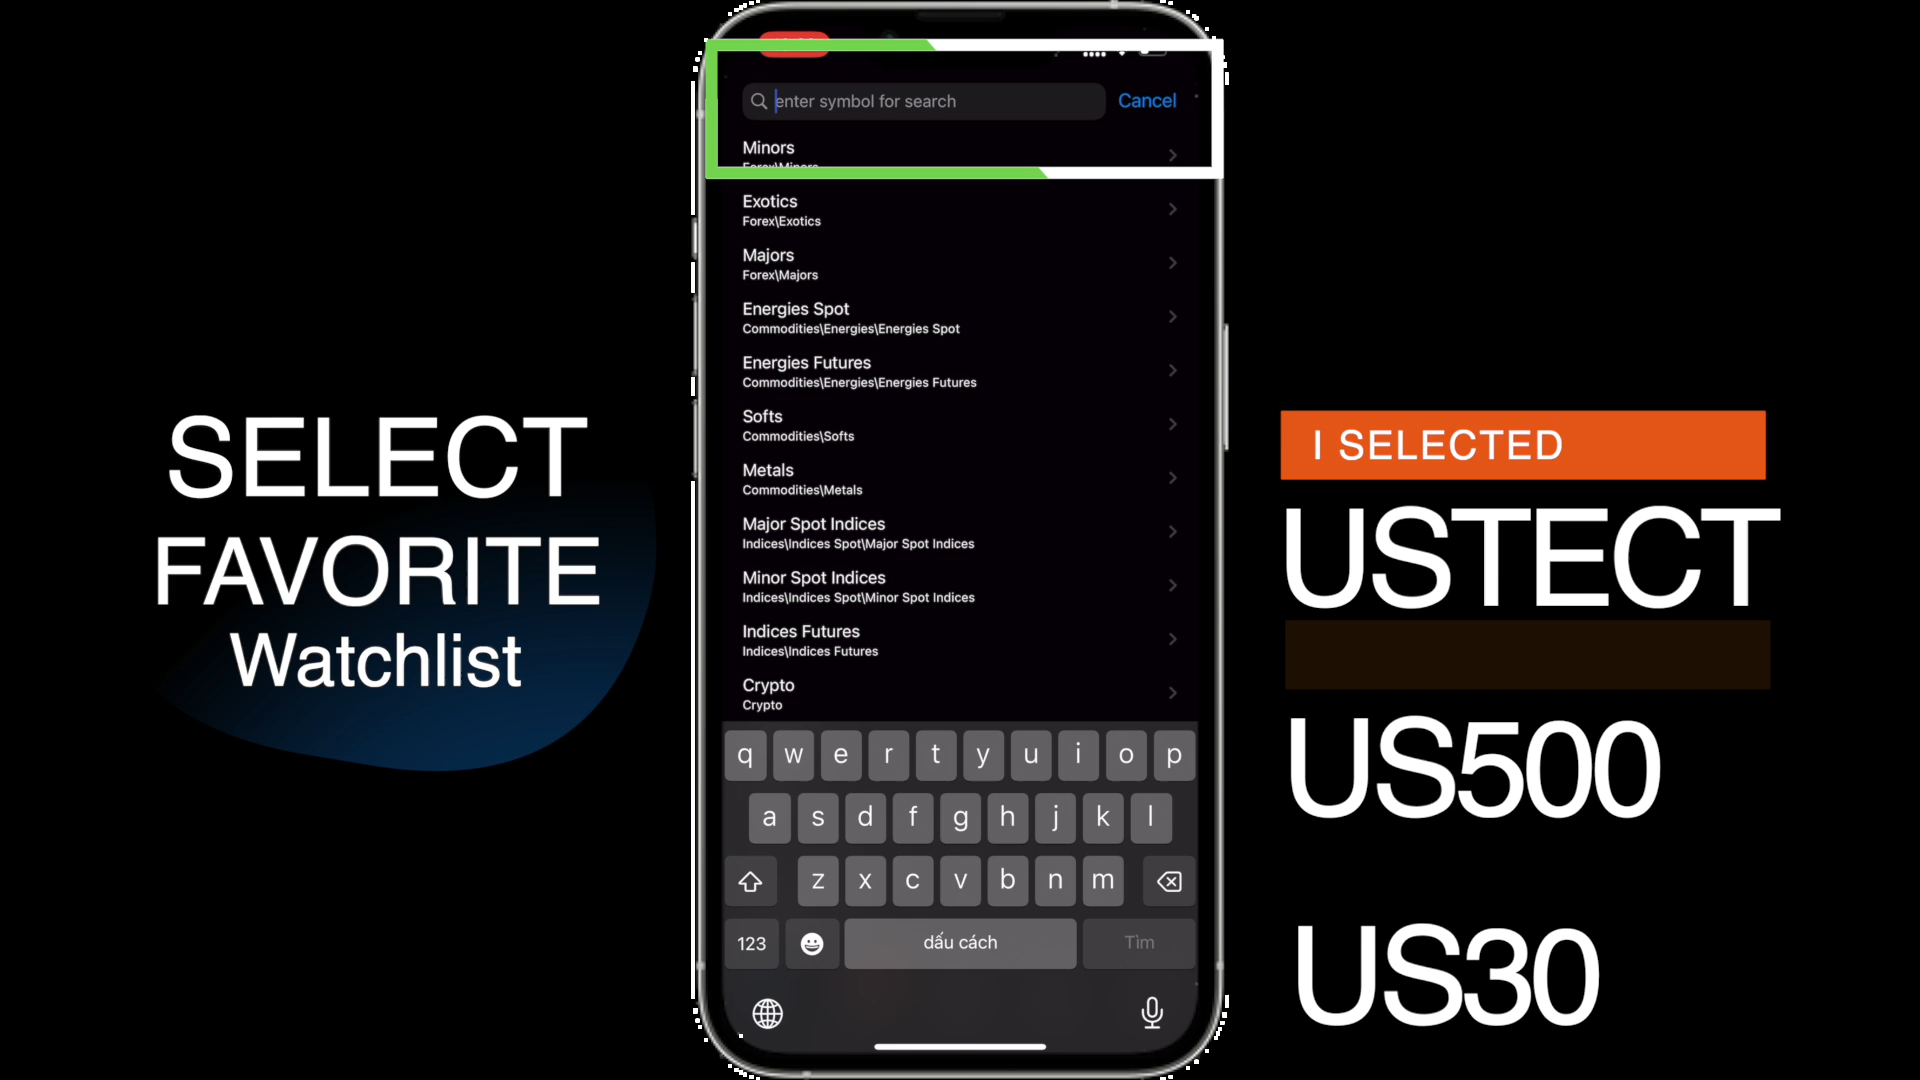 SELECT
FAVORITE
Watchlist
enter symbol for search
Cancel
Minors
Forex\Minors
Exotics
Forex\Exotics
Majors
Forex\Majors
Energies Spot
Commodities\Energies\Energies Spot
Energies Futures
Commodities\Energies\Energies Futures
Softs
Commodities\Softs
Metals
Commodities\Metals
Major Spot Indices
Indices\Indices Spot\Major Spot Indices
Minor Spot Indices
Indices\Indices Spot\Minor Spot Indices
Indices Futures
Indices\Indices Futures
Crypto
Crypto
q w e r t y u i o p
a s d f g h j k l
z x c v b n m
123 dấu cách Tìm
I SELECTED
USTECT
US500
US30